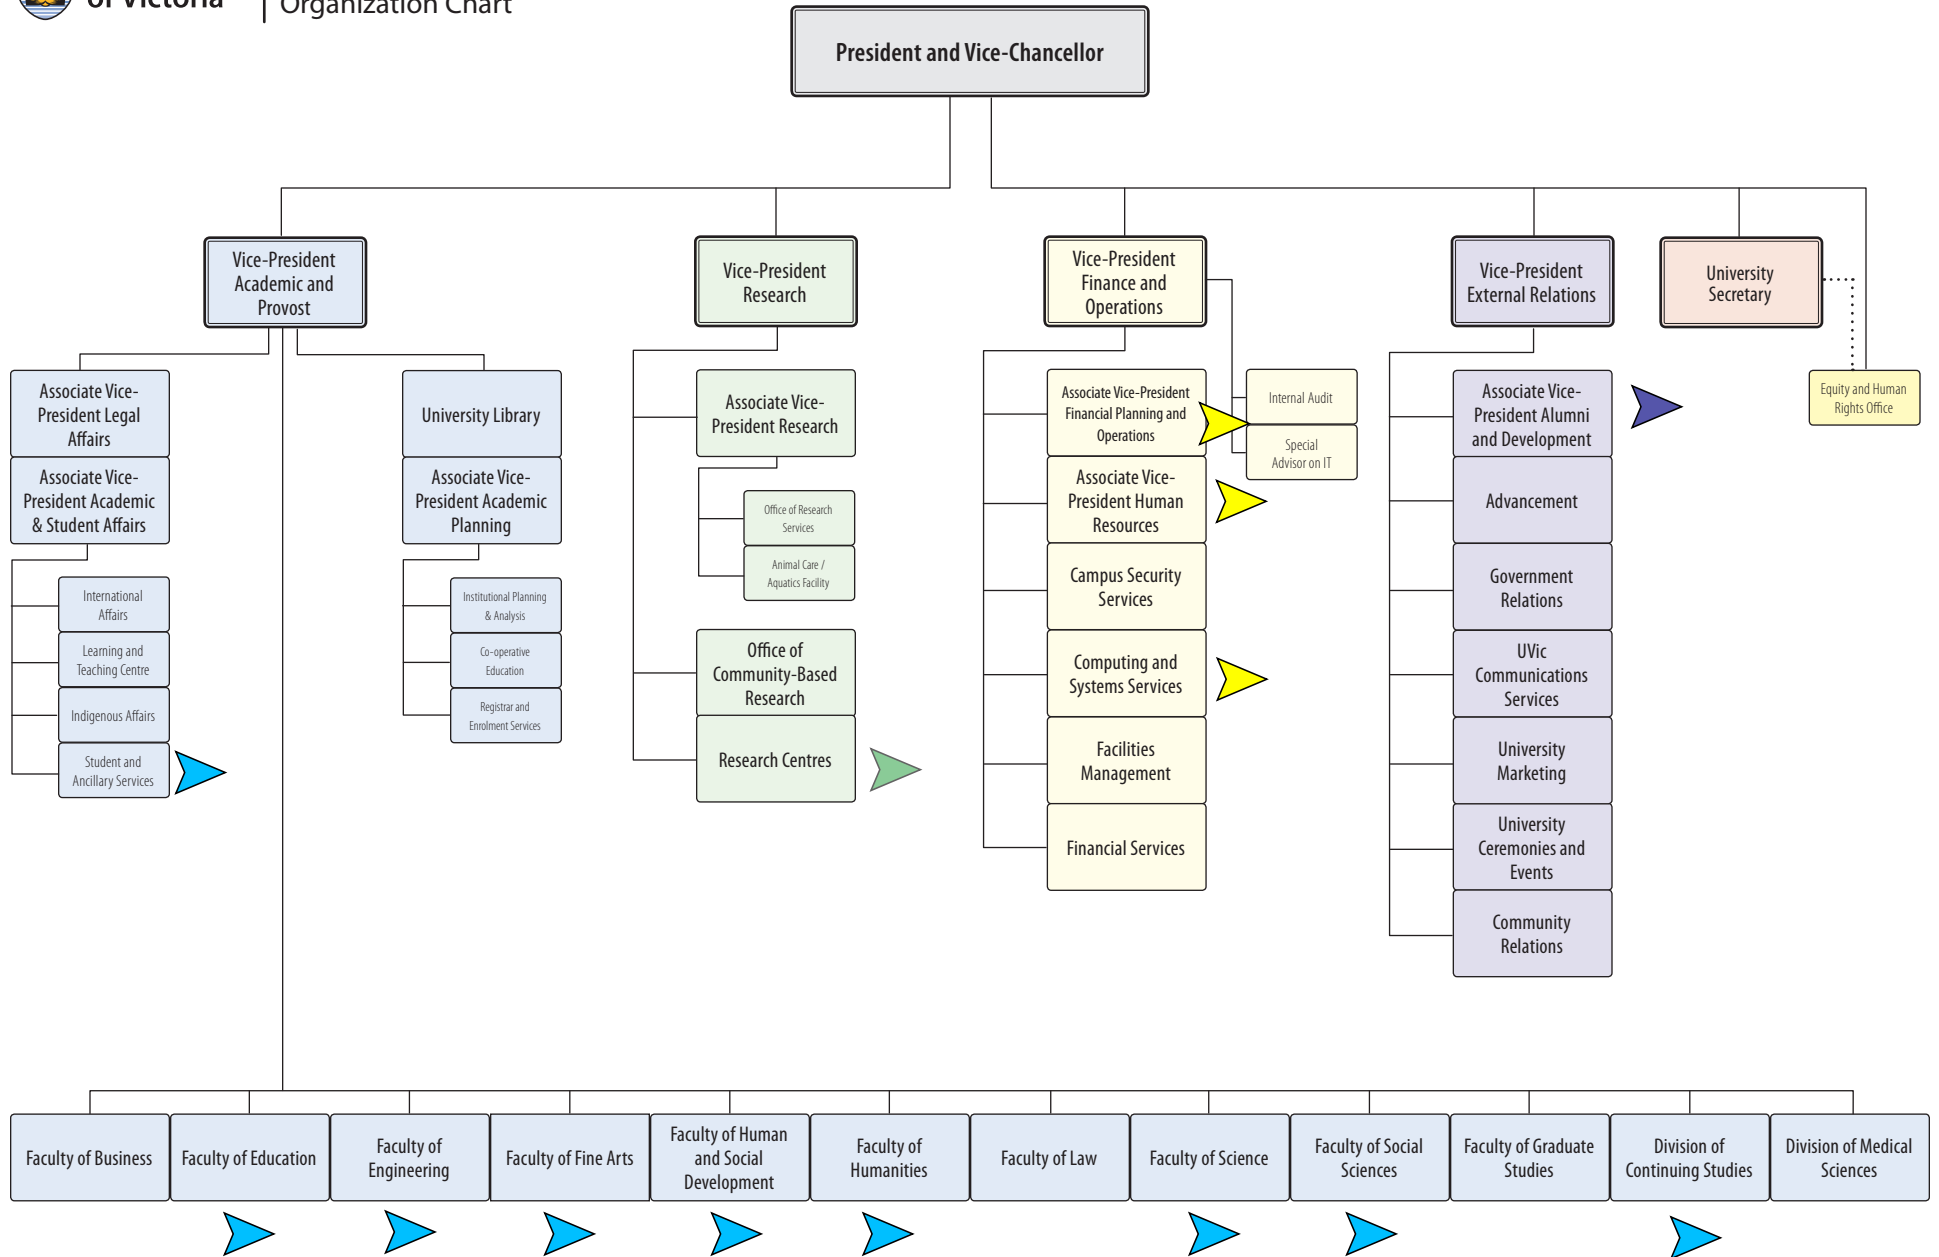 of Victoria
Organization Chart
President and Vice-Chancellor
Vice-President
Academic and
Provost
Vice-President
Research
Vice-President
Finance and
Operations
Vice-President
External Relations
University
Secretary
Associate Vice-
President Legal
Affairs
Associate Vice-
President Academic
& Student Affairs
International
Affairs
Learning and
Teaching Centre
Indigenous Affairs
Student and
Ancillary Services
University Library
Associate Vice-
President Academic
Planning
Institutional Planning
& Analysis
Co-operative
Education
Registrar and
Enrolment Services
Associate Vice-
President Research
Office of Research
Services
Animal Care /
Aquatics Facility
Office of
Community-Based
Research
Research Centres
Associate Vice-President
Financial Planning and
Operations
Associate Vice-
President Human
Resources
Campus Security
Services
Computing and
Systems Services
Facilities
Management
Financial Services
Internal Audit
Special
Advisor on IT
Associate Vice-
President Alumni
and Development
Advancement
Government
Relations
UVic
Communications
Services
University
Marketing
University
Ceremonies and
Events
Community
Relations
Equity and Human
Rights Office
Faculty of Business
Faculty of Education
Faculty of
Engineering
Faculty of Fine Arts
Faculty of Human
and Social
Development
Faculty of
Humanities
Faculty of Law
Faculty of Science
Faculty of Social
Sciences
Faculty of Graduate
Studies
Division of
Continuing Studies
Division of Medical
Sciences